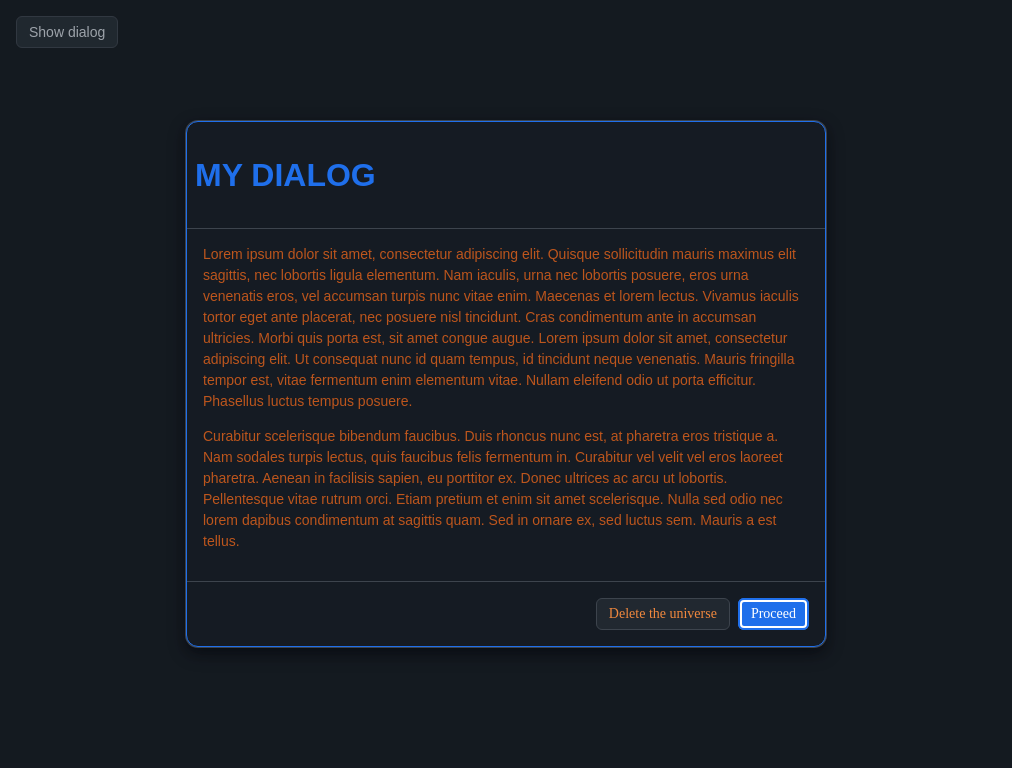 Show dialog
MY DIALOG
Lorem ipsum dolor sit amet, consectetur adipiscing elit. Quisque sollicitudin mauris maximus elit
sagittis, nec lobortis ligula elementum. Nam iaculis, urna nec lobortis posuere, eros urna
venenatis eros, vel accumsan turpis nunc vitae enim. Maecenas et lorem lectus. Vivamus iaculis
tortor eget ante placerat, nec posuere nisl tincidunt. Cras condimentum ante in accumsan
ultricies. Morbi quis porta est, sit amet congue augue. Lorem ipsum dolor sit amet, consectetur
adipiscing elit. Ut consequat nunc id quam tempus, id tincidunt neque venenatis. Mauris fringilla
tempor est, vitae fermentum enim elementum vitae. Nullam eleifend odio ut porta efficitur.
Phasellus luctus tempus posuere.
Curabitur scelerisque bibendum faucibus. Duis rhoncus nunc est, at pharetra eros tristique a.
Nam sodales turpis lectus, quis faucibus felis fermentum in. Curabitur vel velit vel eros laoreet
pharetra. Aenean in facilisis sapien, eu porttitor ex. Donec ultrices ac arcu ut lobortis.
Pellentesque vitae rutrum orci. Etiam pretium et enim sit amet scelerisque. Nulla sed odio nec
lorem dapibus condimentum at sagittis quam. Sed in ornare ex, sed luctus sem. Mauris a est
tellus.
Delete the universe
Proceed